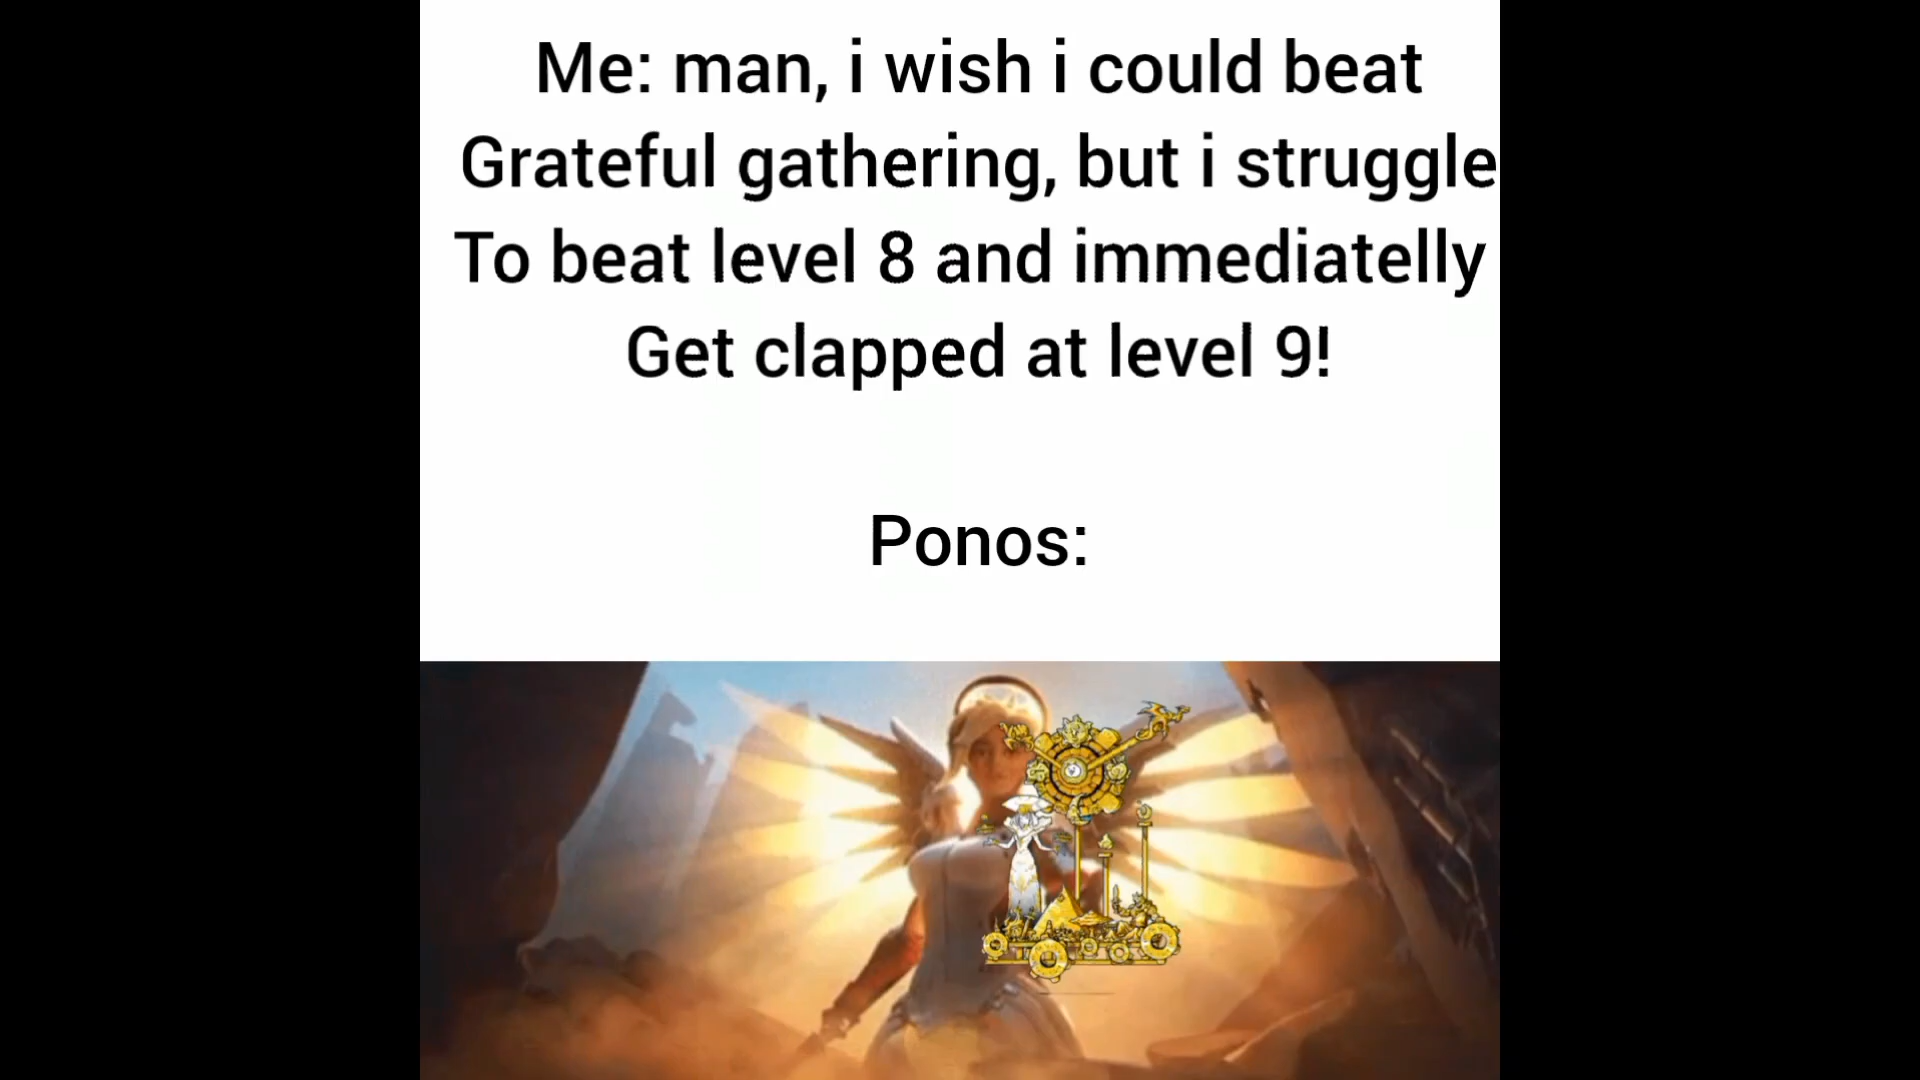 Me: man, i wish i could beat
Grateful gathering, but i struggle
To beat level 8 and immediatelly
Get clapped at level 9!
Ponos: